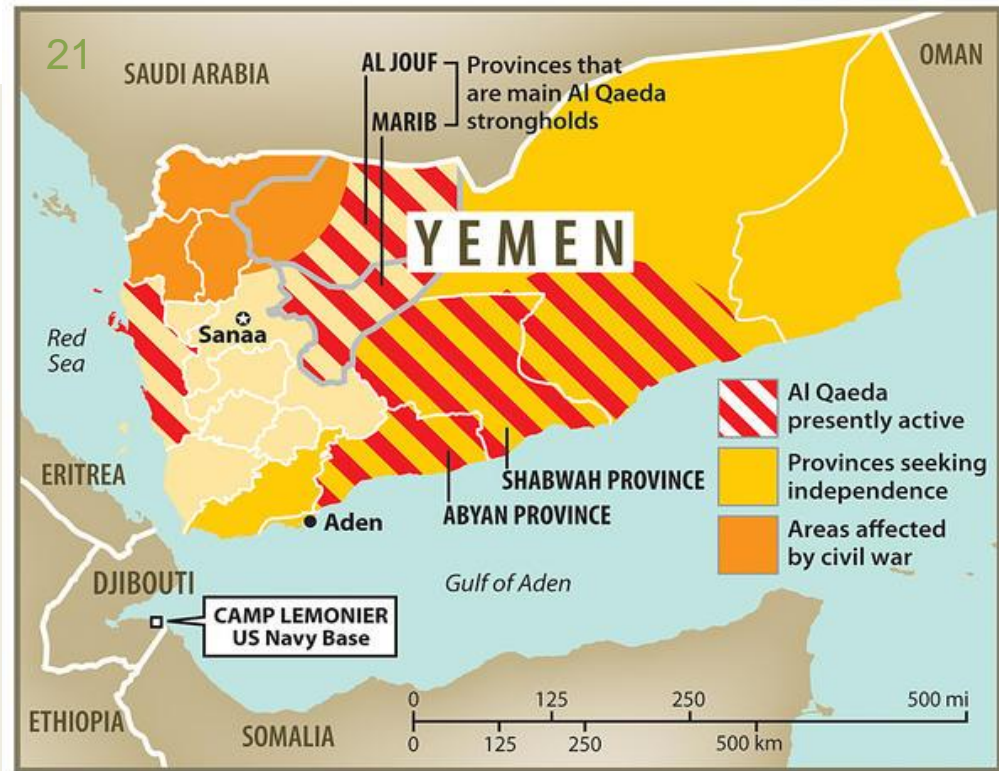 21
SAUDI ARABIA
OMAN
AL JOUF
MARIB
Provinces that
are main Al Qaeda
strongholds
YEMEN
Red
Sea
Sanaa
Al Qaeda
presently active
Provinces seeking
independence
Areas affected
by civil war
ERITREA
SHABWAH PROVINCE
ABYAN PROVINCE
Aden
Gulf of Aden
DJIBOUTI
CAMP LEMONIER
US Navy Base
ETHIOPIA
SOMALIA
0 125 250 500 mi
0 125 250 500 km